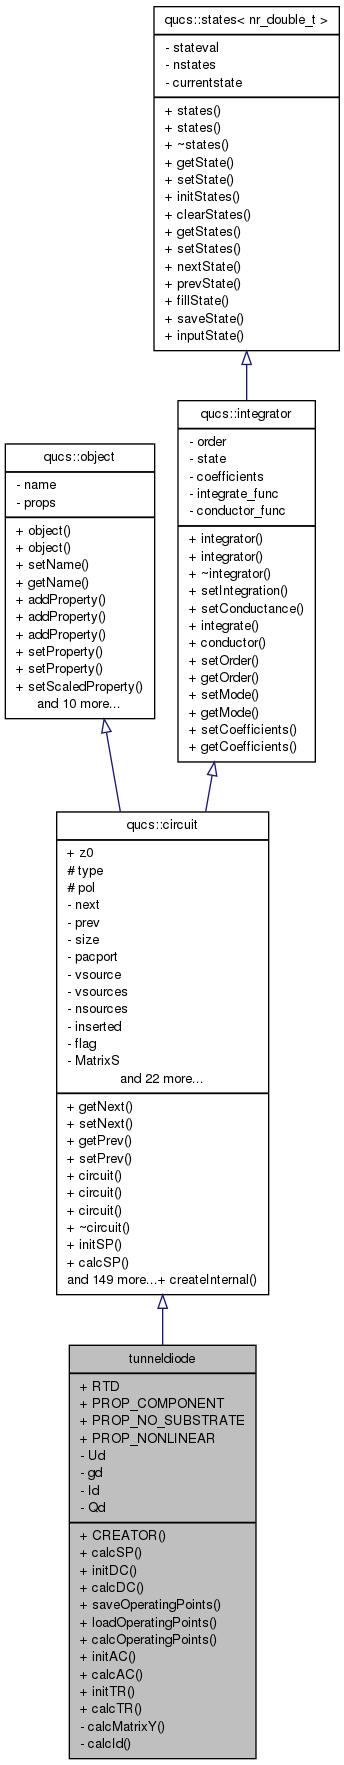 qucs::states< nr_double_t >
- stateval
- nstates
- currentstate
+ states()
+ states()
+ ~states()
+ getState()
+ setState()
+ initStates()
+ clearStates()
+ getStates()
+ setStates()
+ nextState()
+ prevState()
+ fillState()
+ saveState()
+ inputState()
qucs::integrator
- order
- state
- coefficients
- integrate_func
- conductor_func
+ integrator()
+ integrator()
+ ~integrator()
+ setIntegration()
+ setConductance()
+ integrate()
+ conductor()
+ setOrder()
+ getOrder()
+ setMode()
+ getMode()
+ setCoefficients()
+ getCoefficients()
qucs::object
- name
- props
+ object()
+ object()
+ setName()
+ getName()
+ addProperty()
+ addProperty()
+ addProperty()
+ setProperty()
+ setProperty()
+ setScaledProperty()
and 10 more...
qucs::circuit
+ z0
# type
# pol
- next
- prev
- size
- pacport
- vsource
- vsources
- nsources
- inserted
- flag
- MatrixS
and 22 more...
+ getNext()
+ setNext()
+ getPrev()
+ setPrev()
+ circuit()
+ circuit()
+ circuit()
+ ~circuit()
+ initSP()
+ calcSP()
and 149 more...+ createInternal()
tunneldiode
+ RTD
+ PROP_COMPONENT
+ PROP_NO_SUBSTRATE
+ PROP_NONLINEAR
- Ud
- gd
- Id
- Qd
+ CREATOR()
+ calcSP()
+ initDC()
+ calcDC()
+ saveOperatingPoints()
+ loadOperatingPoints()
+ calcOperatingPoints()
+ initAC()
+ calcAC()
+ initTR()
+ calcTR()
- calcMatrixY()
- calcId()